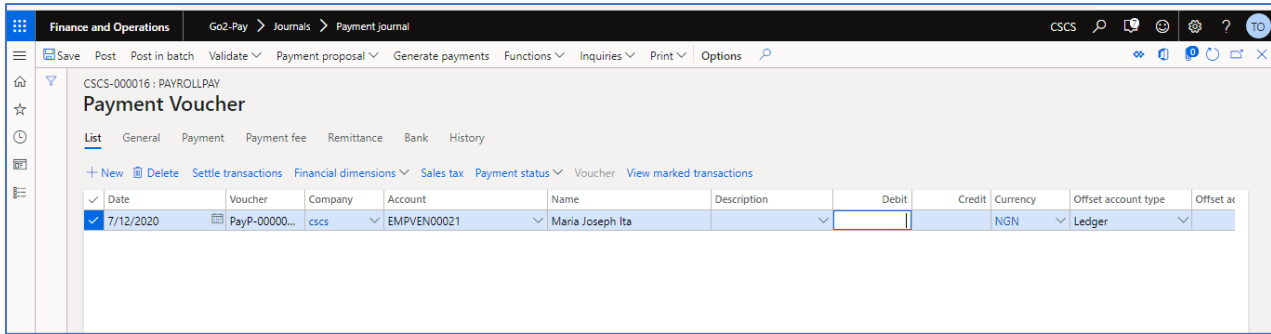 Finance and Operations Go2-Pay > Journals > Payment journal CSCS ? TO
Save Post Post in batch Validate Payment proposal Generate payments Functions Inquiries Print Options 0
CSCS-000016 : PAYROLLPAY
Payment Voucher
List General Payment Payment fee Remittance Bank History
+ New Delete Settle transactions Financial dimensions Sales tax Payment status Voucher View marked transactions
Date Voucher Company Account Name Description Debit Credit Currency Offset account type Offset ac
7/12/2020 PayP-00000... cscs EMPVEN00021 Maria Joseph Ita NGN Ledger